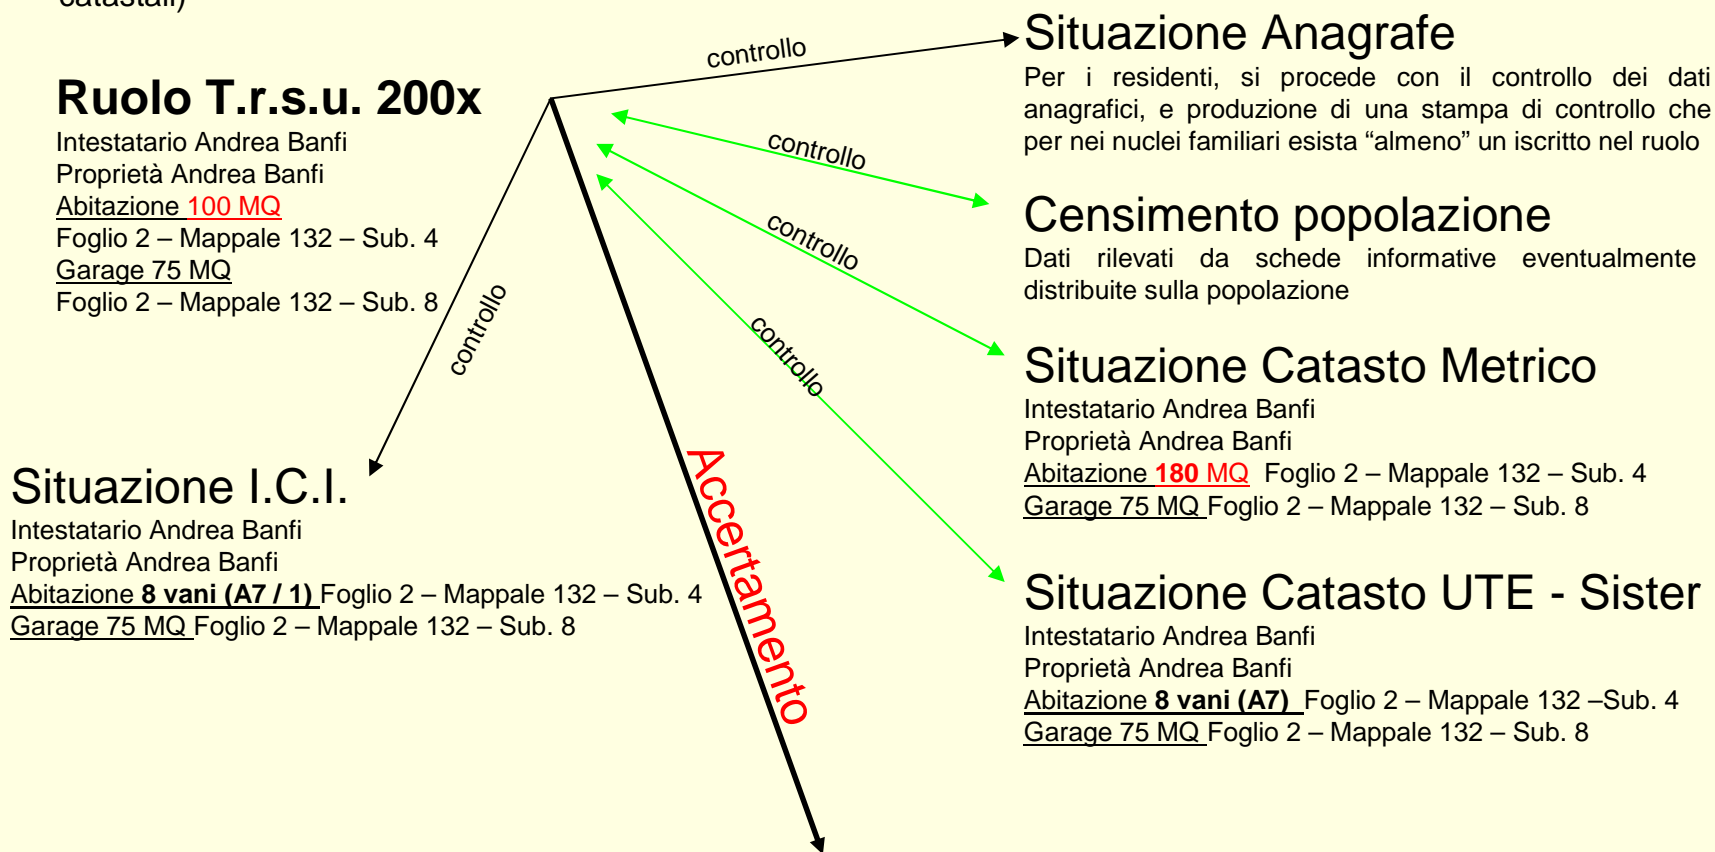 catastali)
Ruolo T.r.s.u. 200x
Intestatario Andrea Banfi
Proprietà Andrea Banfi
Abitazione 100 MQ
Foglio 2 – Mappale 132 – Sub. 4
Garage 75 MQ
Foglio 2 – Mappale 132 – Sub. 8
controllo
Situazione Anagrafe
Per i residenti, si procede con il controllo dei dati
anagrafici, e produzione di una stampa di controllo che
per nei nuclei familiari esista “almeno” un iscritto nel ruolo
controllo
Censimento popolazione
Dati rilevati da schede informative eventualmente
distribuite sulla popolazione
controllo
Situazione Catasto Metrico
Intestatario Andrea Banfi
Proprietà Andrea Banfi
Abitazione 180 MQ Foglio 2 – Mappale 132 – Sub. 4
Garage 75 MQ Foglio 2 – Mappale 132 – Sub. 8
controllo
Situazione Catasto UTE - Sister
Intestatario Andrea Banfi
Proprietà Andrea Banfi
Abitazione 8 vani (A7) Foglio 2 – Mappale 132 –Sub. 4
Garage 75 MQ Foglio 2 – Mappale 132 – Sub. 8
controllo
Situazione I.C.I.
Intestatario Andrea Banfi
Proprietà Andrea Banfi
Abitazione 8 vani (A7 / 1) Foglio 2 – Mappale 132 – Sub. 4
Garage 75 MQ Foglio 2 – Mappale 132 – Sub. 8
Accertamento